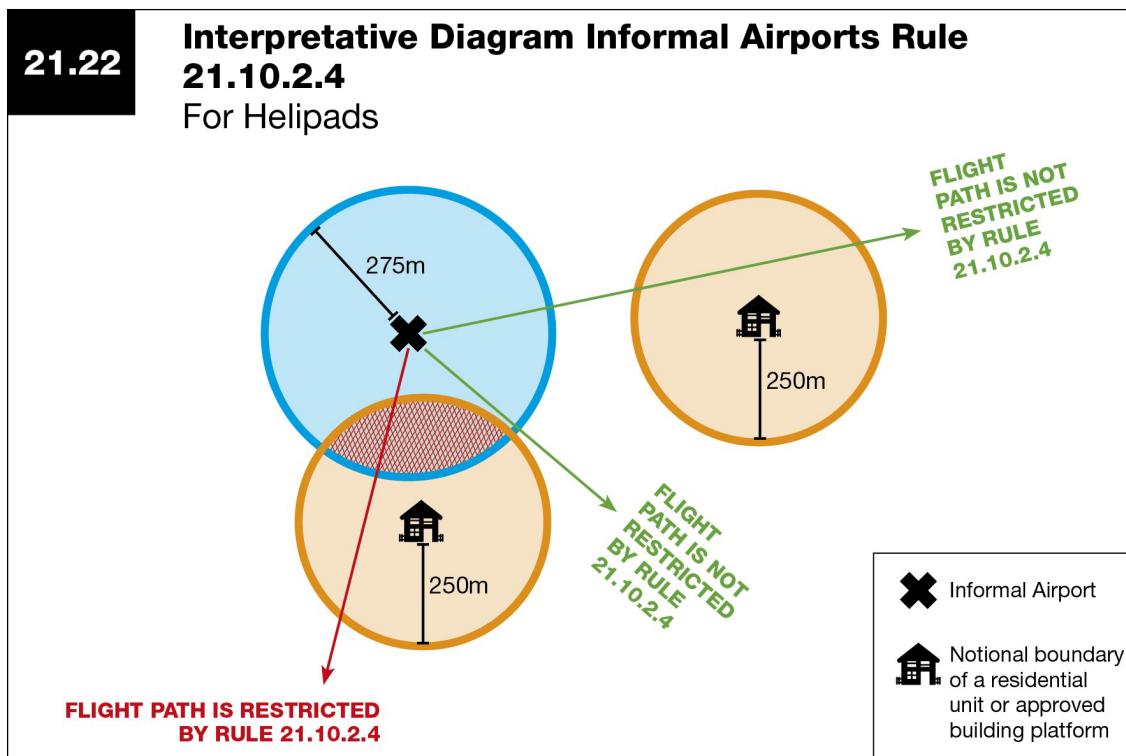 21.22
Interpretative Diagram Informal Airports Rule
21.10.2.4
For Helipads
275m
FLIGHT
PATH IS NOT
RESTRICTED
BY RULE
21.10.2.4
250m
FLIGHT
PATH IS NOT
RESTRICTED
BY RULE
21.10.2.4
250m
FLIGHT PATH IS RESTRICTED
BY RULE 21.10.2.4
Informal Airport
Notional boundary
of a residential
unit or approved
building platform